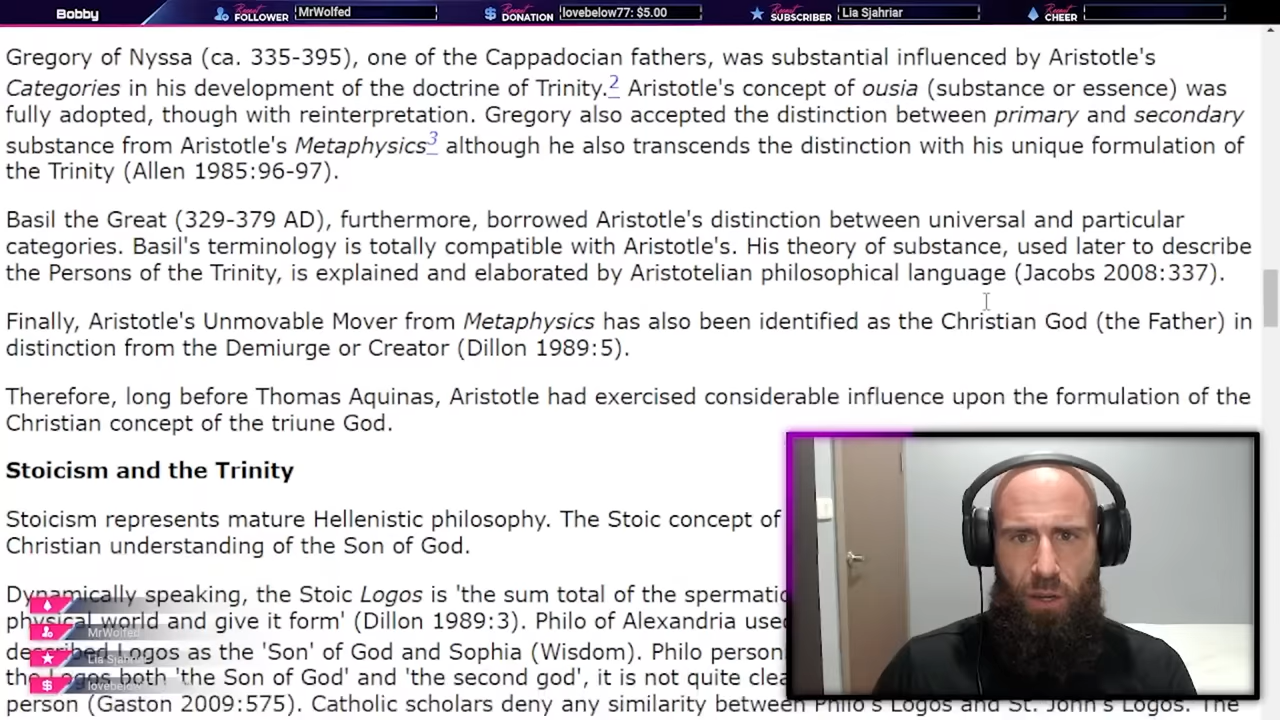 Bobby
Recent FOLLOWER MrWolfed
Recent DONATION lovebelow77: $5.00
Recent SUBSCRIBER Lia Sjahriar
Recent CHEER
Gregory of Nyssa (ca. 335-395), one of the Cappadocian fathers, was substantial influenced by Aristotle's
Categories in his development of the doctrine of Trinity.2 Aristotle's concept of ousia (substance or essence) was
fully adopted, though with reinterpretation. Gregory also accepted the distinction between primary and secondary
substance from Aristotle's Metaphysics3 although he also transcends the distinction with his unique formulation of
the Trinity (Allen 1985:96-97).
Basil the Great (329-379 AD), furthermore, borrowed Aristotle's distinction between universal and particular
categories. Basil's terminology is totally compatible with Aristotle's. His theory of substance, used later to describe
the Persons of the Trinity, is explained and elaborated by Aristotelian philosophical language (Jacobs 2008:337).
Finally, Aristotle's Unmovable Mover from Metaphysics has also been identified as the Christian God (the Father) in
distinction from the Demiurge or Creator (Dillon 1989:5).
Therefore, long before Thomas Aquinas, Aristotle had exercised considerable influence upon the formulation of the
Christian concept of the triune God.
Stoicism and the Trinity
Stoicism represents mature Hellenistic philosophy. The Stoic concept of
Christian understanding of the Son of God.
Dynamically speaking, the Stoic Logos is 'the sum total of the spermatic
physical world and give it form' (Dillon 1989:3). Philo of Alexandria used
described Logos as the 'Son' of God and Sophia (Wisdom). Philo person
the Logos both 'the Son of God' and 'the second god', it is not quite clea
person (Gaston 2009:575). Catholic scholars deny any similarity between Philo's Logos and St. John's Logos. The
MrWolfed
Lia Sjahriar
lovebelow